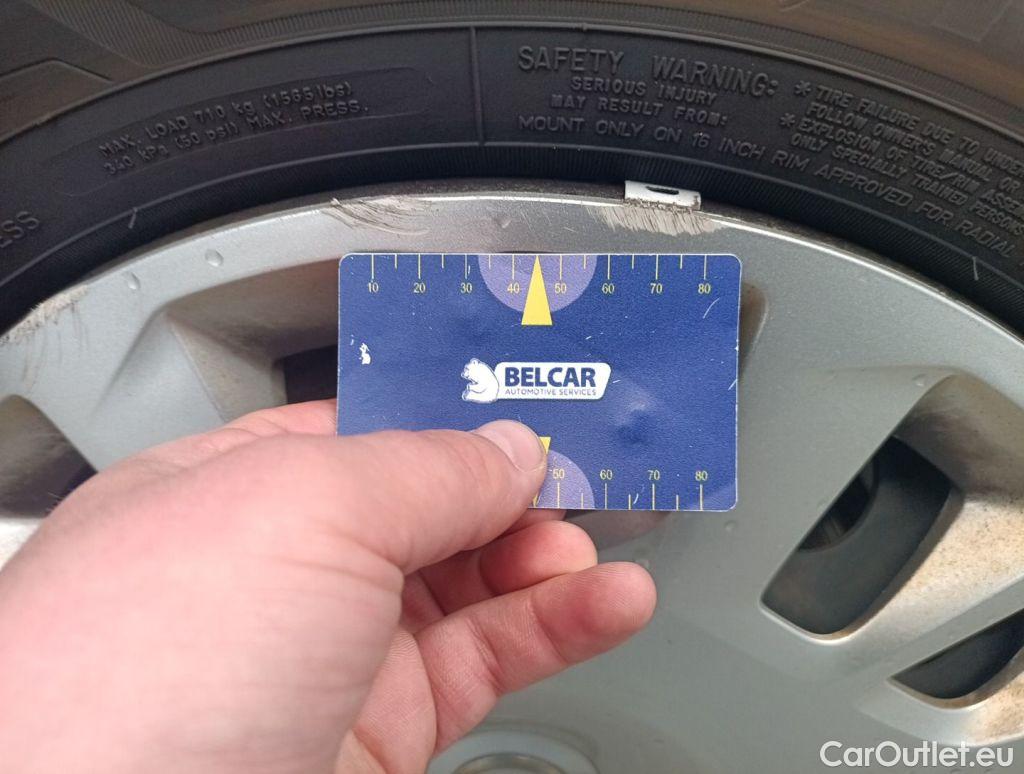 MAX. LOAD 710 kg (1565 lbs)
340 kPa (50 psi) MAX. PRESS.
ESS
SAFETY WARNING:
SERIOUS INJURY
MAY RESULT FROM:
MOUNT ONLY ON 16 INCH RIM APPROVED FOR RADIAL
* TIRE FAILURE DUE TO UNDER
FOLLOW OWNER'S MANUAL OR
* EXPLOSION OF TIRE/RIM ASSEM
ONLY SPECIALLY TRAINED PERSONS
10 20 30 40 50 60 70 80
BELCAR
AUTOMOTIVE SERVICES
50 60 70 80
CarOutlet.eu